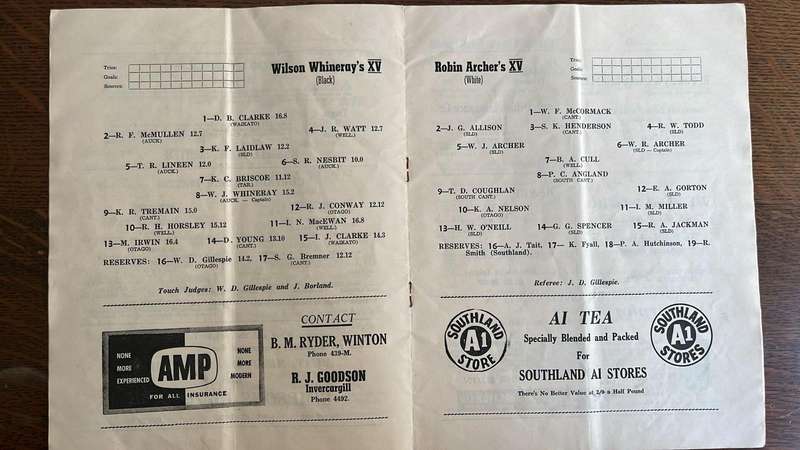 Wilson Whineray's XV
(Black)
Tries:
Goals:
Scores:
1—D. B. CLARKE 16.8
(WAIKATO)
2—R. F. McMULLEN 12.7
(AUCK.)
4—J. R. WATT 12.7
(WELL.)
3—K. F. LAIDLAW 12.2
(SLD)
5—T. R. LINEEN 12.0
(AUCK.)
6—S. R. NESBIT 10.0
(AUCK.)
7—K. C. BRISCOE 11.12
(TAR.)
8—W. J. WHINERAY 15.2
(AUCK. — Captain)
9—K. R. TREMAIN 15.0
(CANT.)
12—R. J. CONWAY 12.12
(OTAGO)
10—R. H. HORSLEY 15.12
(WELL.)
11—I. N. MacEWAN 16.8
(WELL.)
13—M. IRWIN 16.4
(OTAGO)
14—D. YOUNG 13.10
(CANT.)
15—I. J. CLARKE 14.3
(WAIKATO)
RESERVES: 16—W. D. Gillespie 14.2, 17—S. G. Bremner 12.12
(OTAGO)
(CANT.)
Touch Judges: W. D. Gillespie and J. Borland.
NONE
MORE
EXPERIENCED
AMP
NONE
MORE
MODERN
FOR ALL INSURANCE
CONTACT
B. M. RYDER, WINTON
Phone 439-M.
R. J. GOODSON
Invercargill
Phone 4492.
Robin Archer's XV
(White)
Tries:
Goals:
Scores:
1—W. F. McCORMACK
(CANT.)
2—J. G. ALLISON
(SLD)
3—S. K. HENDERSON
(CANT.)
4—R. W. TODD
(SLD)
5—W. J. ARCHER
(SLD)
6—W. R. ARCHER
(SLD — Captain)
7—B. A. CULL
(WELL.)
8—P. C. ANGLAND
(SOUTH CANT.)
9—T. D. COUGHLAN
(SOUTH CANT.)
12—E. A. GORTON
(SLD)
10—K. A. NELSON
(OTAGO)
11—I. M. MILLER
(SLD)
13—H. W. O'NEILL
(SLD)
14—G. G. SPENCER
(SLD)
15—R. A. JACKMAN
(SLD)
RESERVES: 16—A. J. Tait, 17—K. Fyall, 18—P. A. Hutchinson, 19—R.
Smith (Southland).
Referee: J. D. Gillespie.
SOUTHLAND
A1
STORES
A1 TEA
Specially Blended and Packed
For
SOUTHLAND A1 STORES
There's No Better Value at 2/9 a Half Pound
SOUTHLAND
A1
STORES